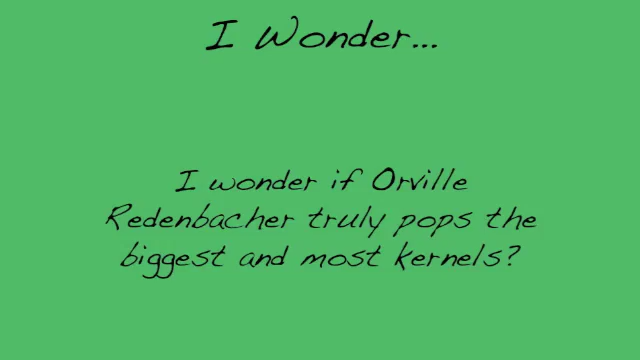 I Wonder...
I wonder if Orville
Redenbacher truly pops the
biggest and most kernels?